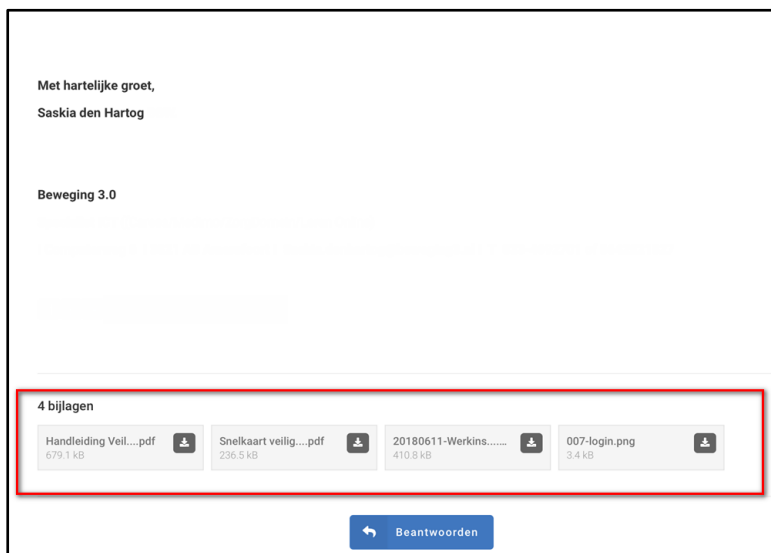 Met hartelijke groet,
Saskia den Hartog
Beweging 3.0
4 bijlagen
Handleiding Veil....pdf
679.1 kB
Snelkaart veilig....pdf
236.5 kB
20180611-Werkins......
410.8 kB
007-login.png
3.4 kB
Beantwoorden